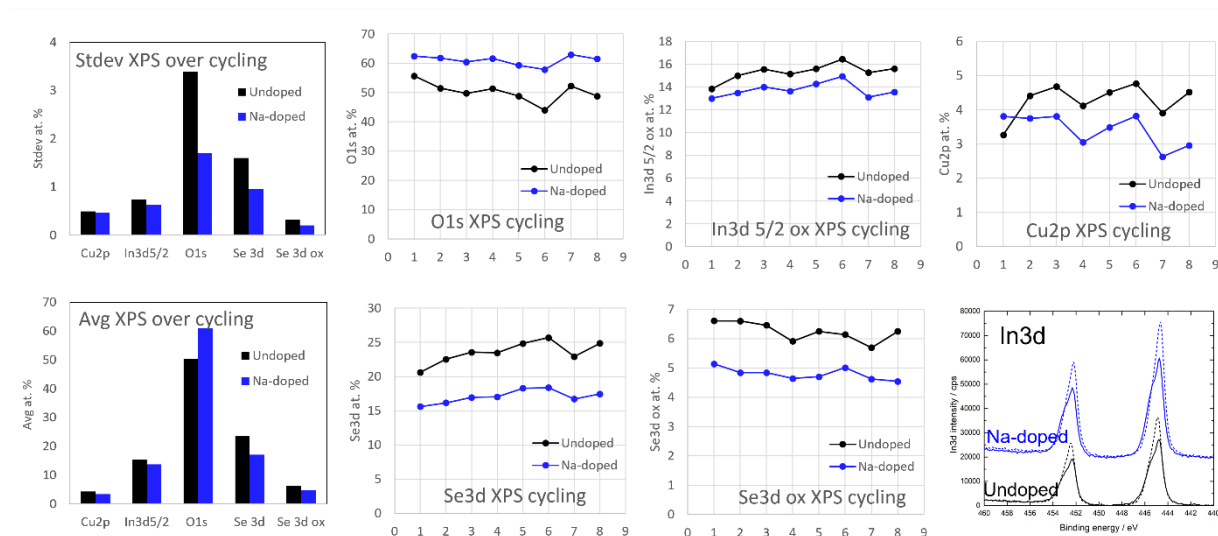 Stdev XPS over cycling
Undoped
Na-doped
Stdev at. %
4
3
2
1
0
Cu2p In3d5/2 O1s Se 3d Se 3d ox
O1s at. %
70
60
50
40
30
20
10
0
Undoped
Na-doped
O1s XPS cycling
0 1 2 3 4 5 6 7 8 9
In3d 5/2 ox at. %
18
16
14
12
10
8
6
4
2
0
Undoped
Na-doped
In3d 5/2 ox XPS cycling
0 1 2 3 4 5 6 7 8 9
Cu2p at. %
6
5
4
3
2
1
0
Undoped
Na-doped
Cu2p XPS cycling
0 1 2 3 4 5 6 7 8 9
Avg XPS over cycling
Undoped
Na-doped
Avg at. %
70
60
50
40
30
20
10
0
Cu2p In3d5/2 O1s Se 3d Se 3d ox
Se3d at. %
30
25
20
15
10
5
0
Undoped
Na-doped
Se3d XPS cycling
0 1 2 3 4 5 6 7 8 9
Se3d ox at. %
7
6
5
4
3
2
1
0
Undoped
Na-doped
Se3d ox XPS cycling
0 1 2 3 4 5 6 7 8 9
In3d
In3d intensity / cps
80000
70000
60000
50000
40000
30000
20000
10000
0
Na-doped
Undoped
460 458 456 454 452 450 448 446 444 442 440
Binding energy / eV